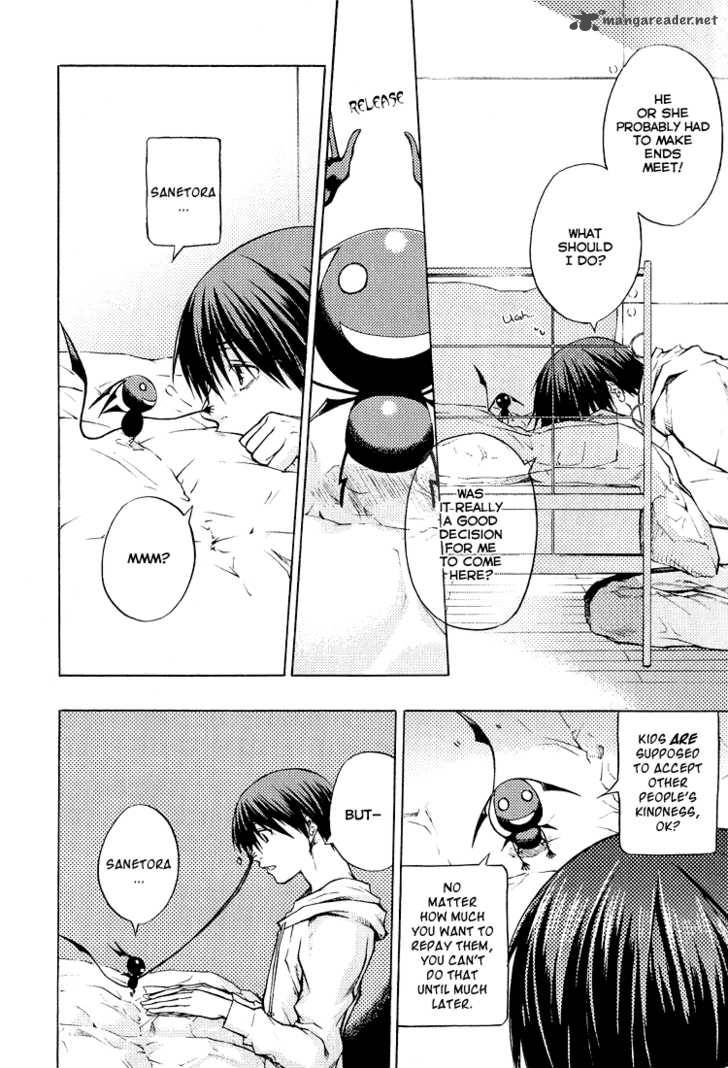 mangareader.net
HE
OR SHE
PROBABLY HAD
TO MAKE
ENDS
MEET!
WHAT
SHOULD
I DO?
Uah..
WAS
IT REALLY
A GOOD
DECISION
FOR ME
TO COME
HERE?
RELEASE
SANETORA
...
MMM?
KIDS ARE
SUPPOSED
TO ACCEPT
OTHER
PEOPLE'S
KINDNESS,
OK?
NO
MATTER
HOW MUCH
YOU WANT TO
REPAY THEM,
YOU CAN'T
DO THAT
UNTIL MUCH
LATER.
BUT-
SANETORA
...